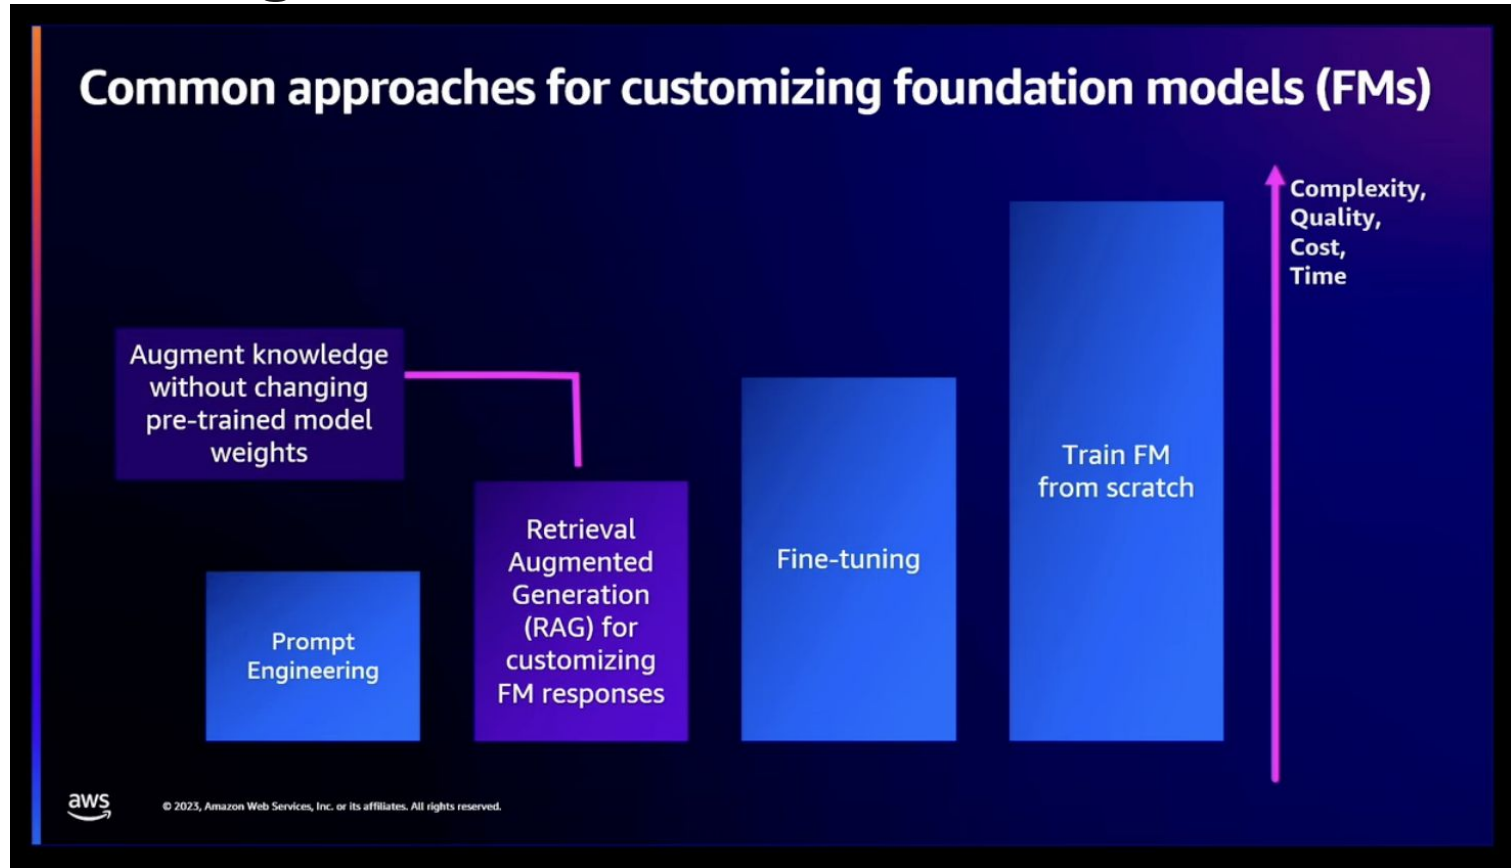 Common approaches for customizing foundation models (FMs)
Complexity,
Quality,
Cost,
Time
Augment knowledge
without changing
pre-trained model
weights
Prompt
Engineering
Retrieval
Augmented
Generation
(RAG) for
customizing
FM responses
Fine-tuning
Train FM
from scratch
aws
© 2023, Amazon Web Services, Inc. or its affiliates. All rights reserved.